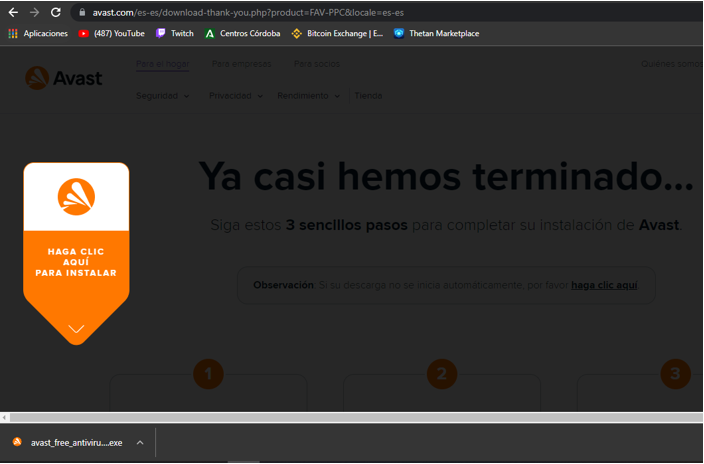 avast.com/es-es/download-thank-you.php?product=FAV-PPC&locale=es-es
Aplicaciones (487) YouTube Twitch Centros Córdoba Bitcoin Exchange | E... Thetan Marketplace
Avast
Para el hogar Para empresas Para socios Quiénes somos
Seguridad Privacidad Rendimiento Tienda
Ya casi hemos terminado...
Siga estos 3 sencillos pasos para completar su instalación de Avast.
HAGA CLIC
AQUÍ
PARA INSTALAR
Observación: Si su descarga no se inicia automáticamente, por favor haga clic aquí.
1 2 3
avast_free_antiviru....exe